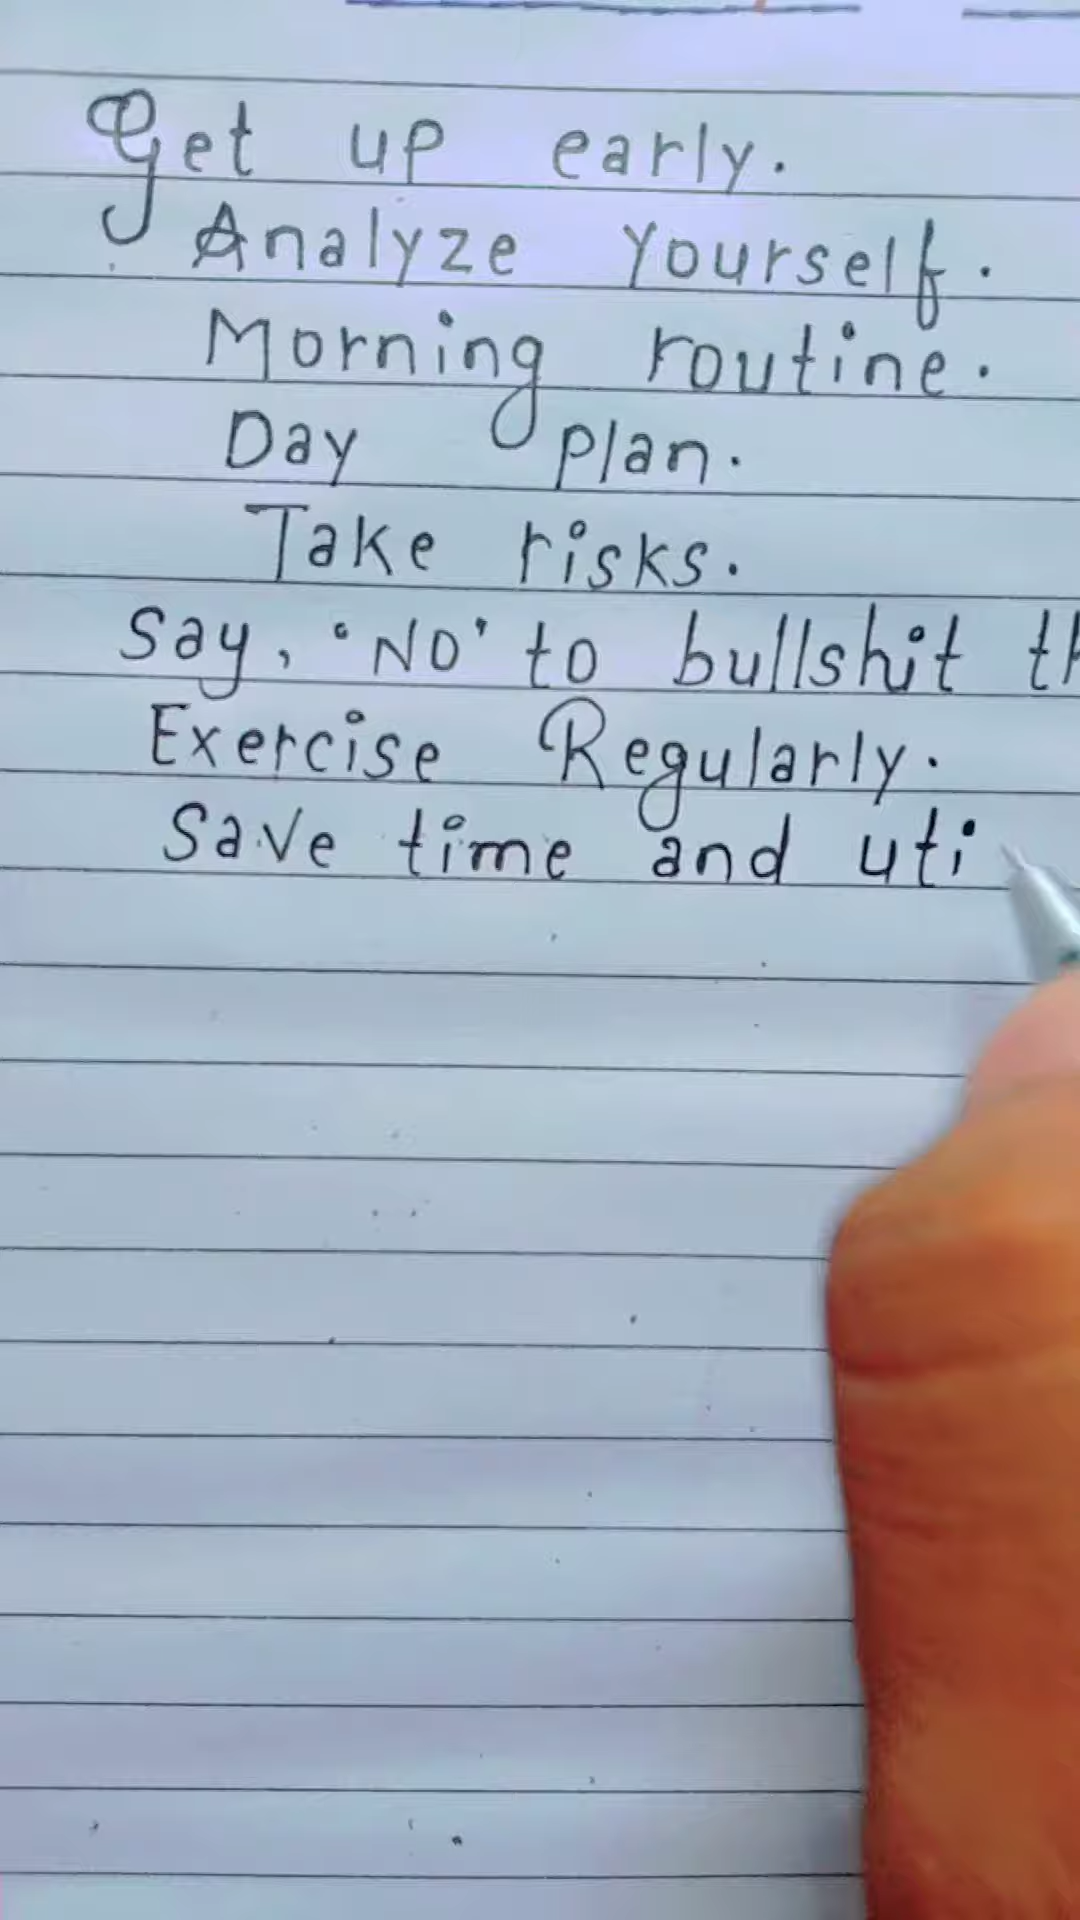 Get up early.
Analyze yourself.
Morning routine.
Day plan.
Take risks.
Say, 'NO' to bullshit th
Exercise Regularly.
Save time and uti